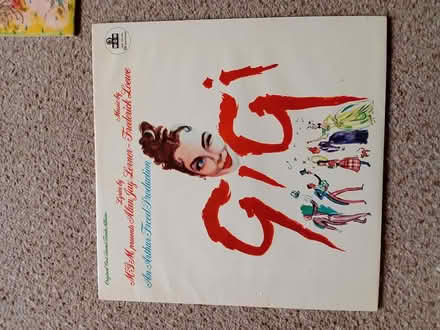 Original Cast Sound Track Album
Lyrics by Music by
M-G-M presents Alan Jay Lerner - Frederick Loewe
An Arthur Freed Production
GiGi